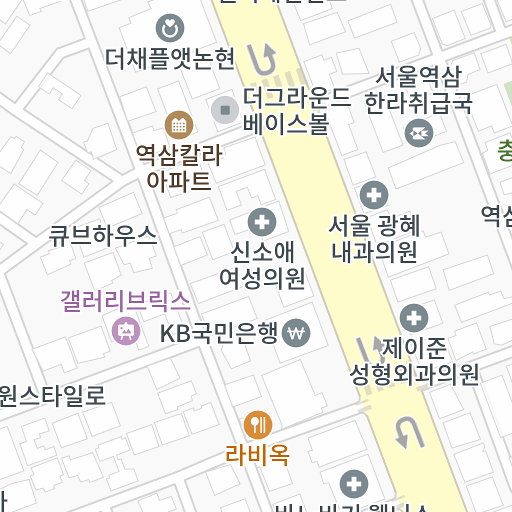 더채플앳논현
서울역삼
한라취급국
더그라운드
베이스볼
역삼칼라
아파트
역삼
서울 광혜
내과의원
큐브하우스
신소애
여성의원
갤러리브릭스
KB국민은행
제이준
성형외과의원
원스타일로
라비옥